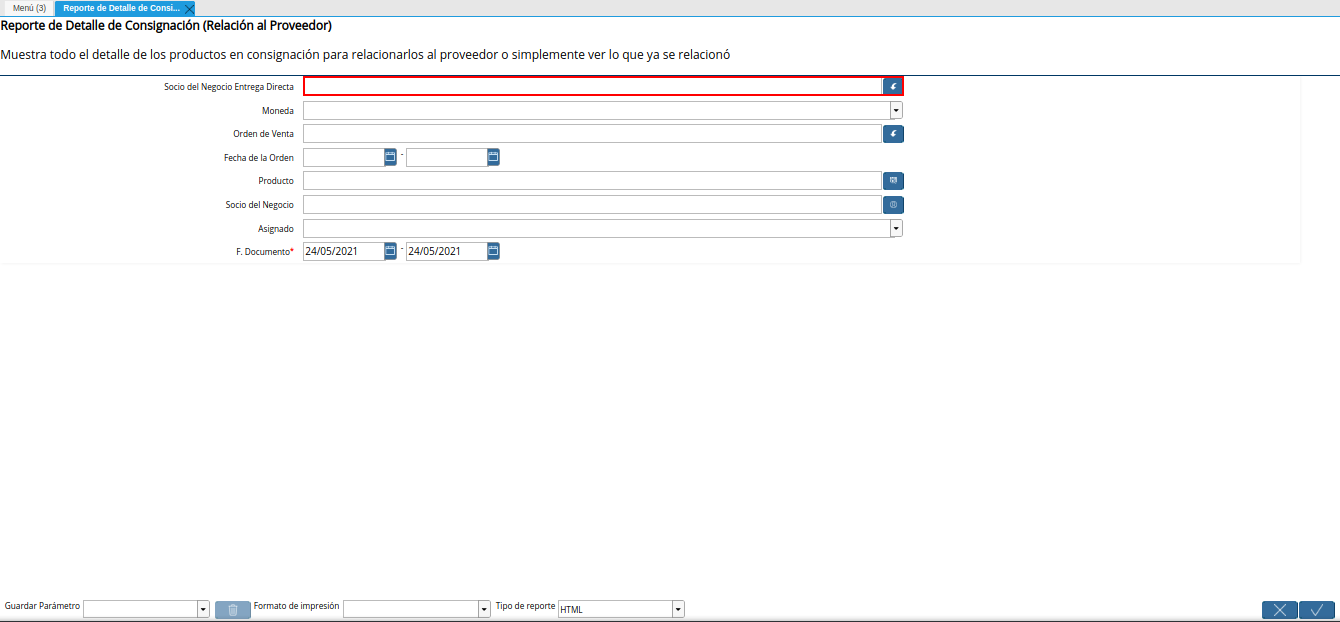 Menú (3)
Reporte de Detalle de Consi...
Reporte de Detalle de Consignación (Relación al Proveedor)
Muestra todo el detalle de los productos en consignación para relacionarlos al proveedor o simplemente ver lo que ya se relacionó
Socio del Negocio Entrega Directa
Moneda
Orden de Venta
Fecha de la Orden -
Producto
Socio del Negocio
Asignado
F. Documento* 24/05/2021 - 24/05/2021
Guardar Parámetro Formato de impresión Tipo de reporte HTML